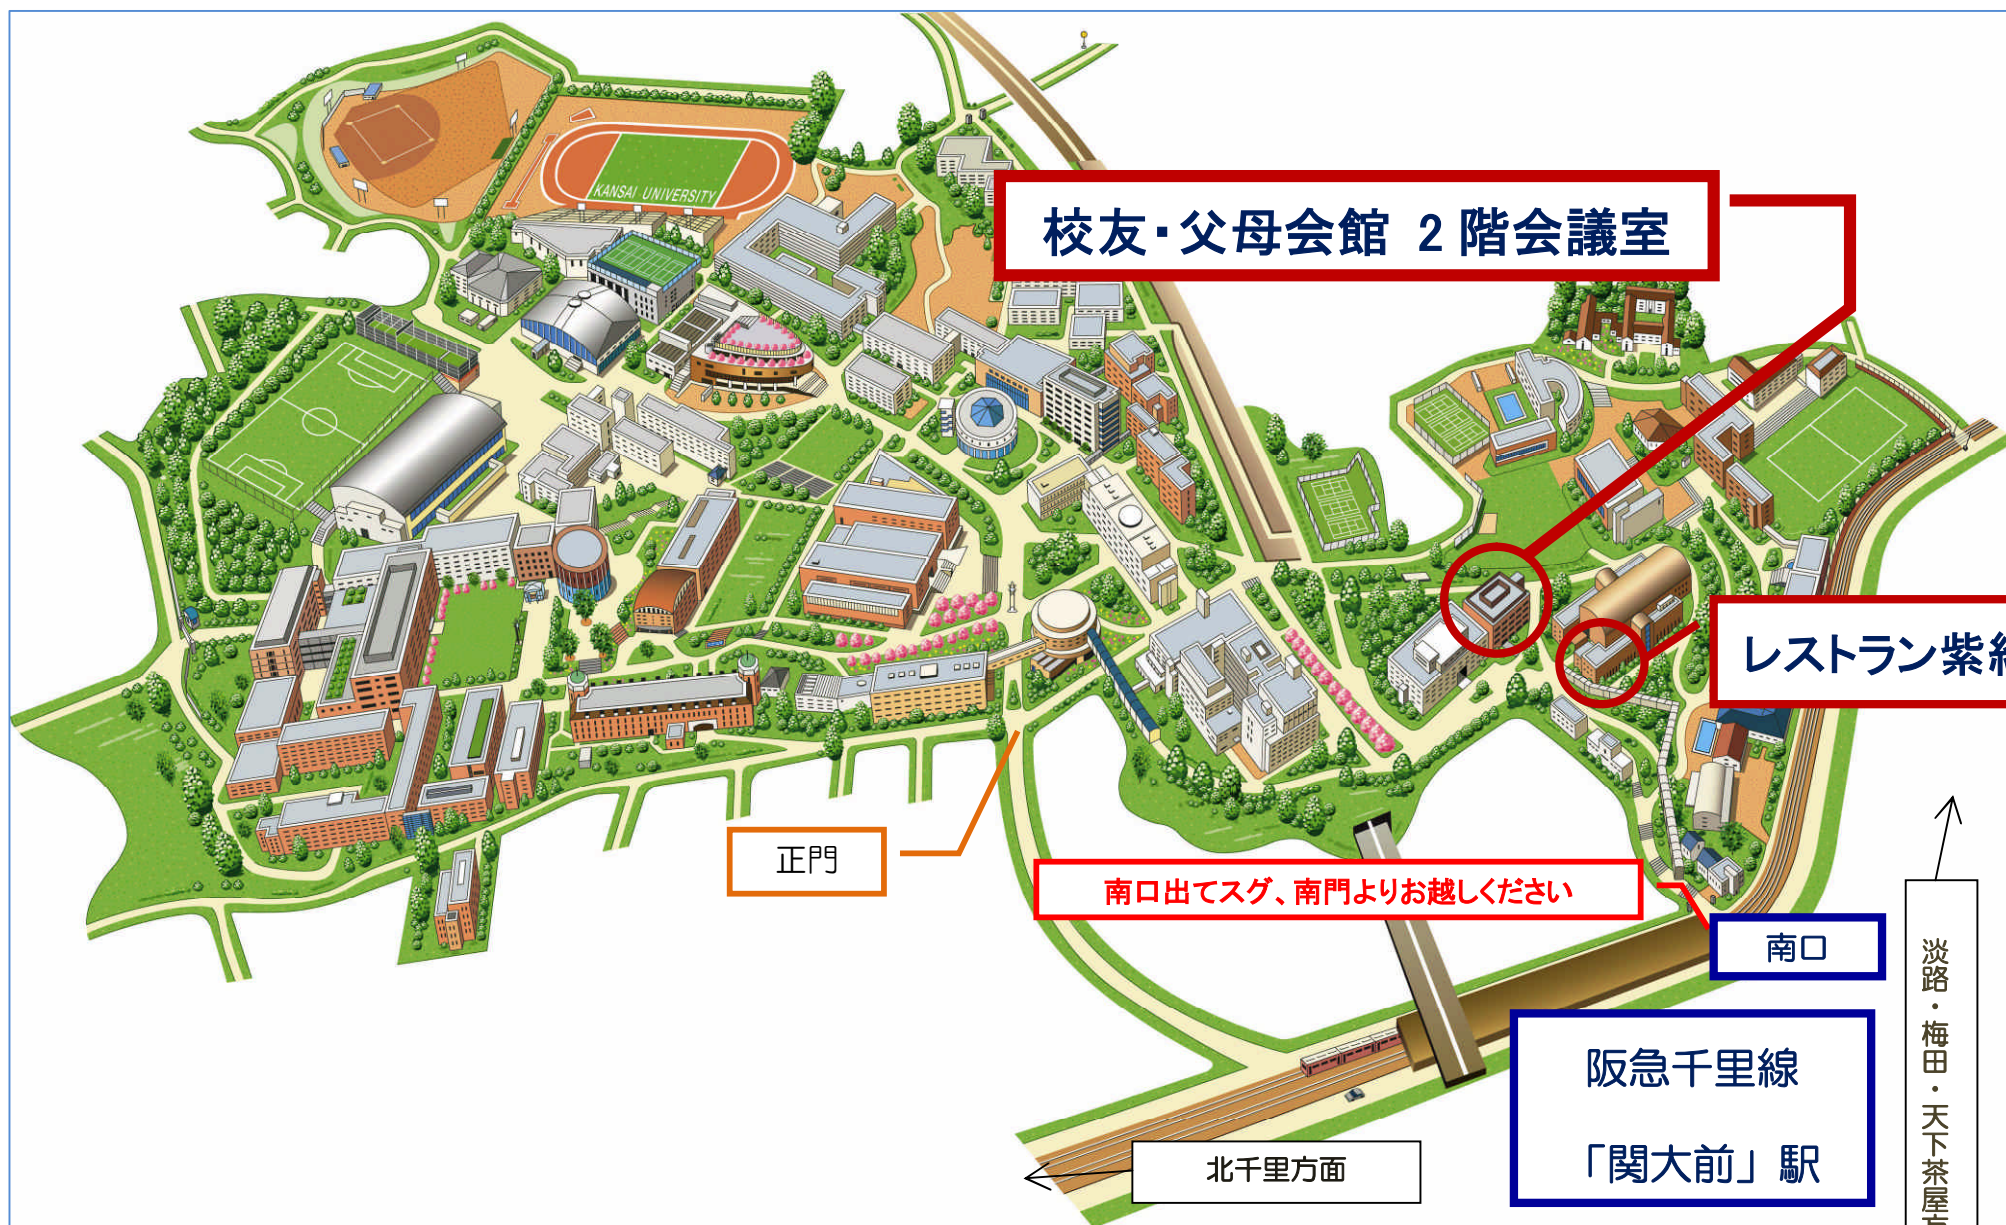 KANSAI UNIVERSITY
校友・父母会館 2階会議室
レストラン紫
正門
南口出てスグ、南門よりお越しください
南口
阪急千里線
「関大前」駅
北千里方面
淡路・梅田・天下茶屋